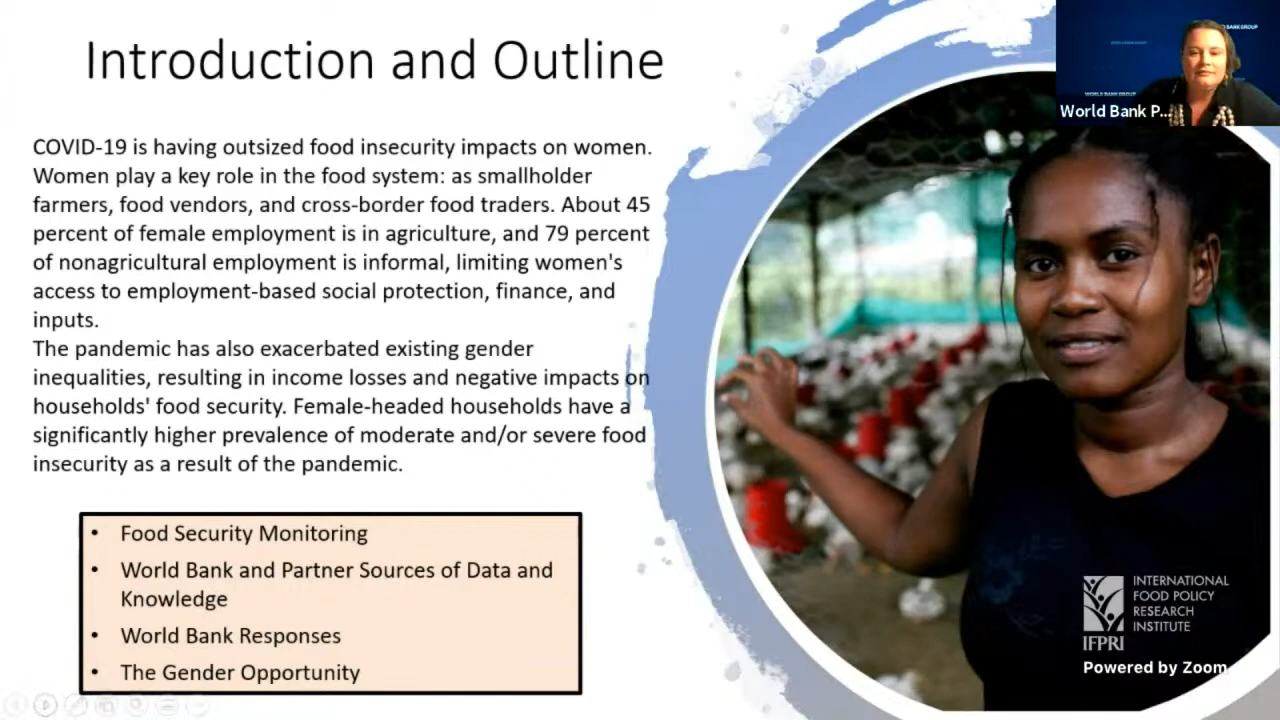 Introduction and Outline
COVID-19 is having outsized food insecurity impacts on women.
Women play a key role in the food system: as smallholder
farmers, food vendors, and cross-border food traders. About 45
percent of female employment is in agriculture, and 79 percent
of nonagricultural employment is informal, limiting women's
access to employment-based social protection, finance, and
inputs.
The pandemic has also exacerbated existing gender
inequalities, resulting in income losses and negative impacts on
households' food security. Female-headed households have a
significantly higher prevalence of moderate and/or severe food
insecurity as a result of the pandemic.
• Food Security Monitoring
• World Bank and Partner Sources of Data and
Knowledge
• World Bank Responses
• The Gender Opportunity
WORLD BANK GROUP
World Bank P...
INTERNATIONAL
FOOD POLICY
RESEARCH
INSTITUTE
IFPRI
Powered by Zoom